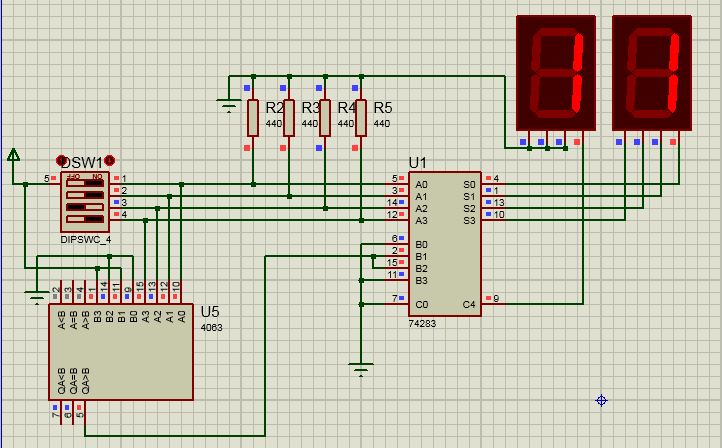 R2 R3 R4 R5
440 440 440 440
DSW1
OFF ON
5 1
2
3
4
DIPSWC_4
U1
5 A0 S0 4
3 A1 S1 1
14 A2 S2 13
12 A3 S3 10
6 B0
2 B1
15 B2
11 B3
7 C0 C4 9
74283
2 3 4 1 14 11 9 15 13 12 10
A<B A=B A>B B3 B2 B1 B0 A3 A2 A1 A0
U5
4063
QA<B QA=B QA>B
7 6 5